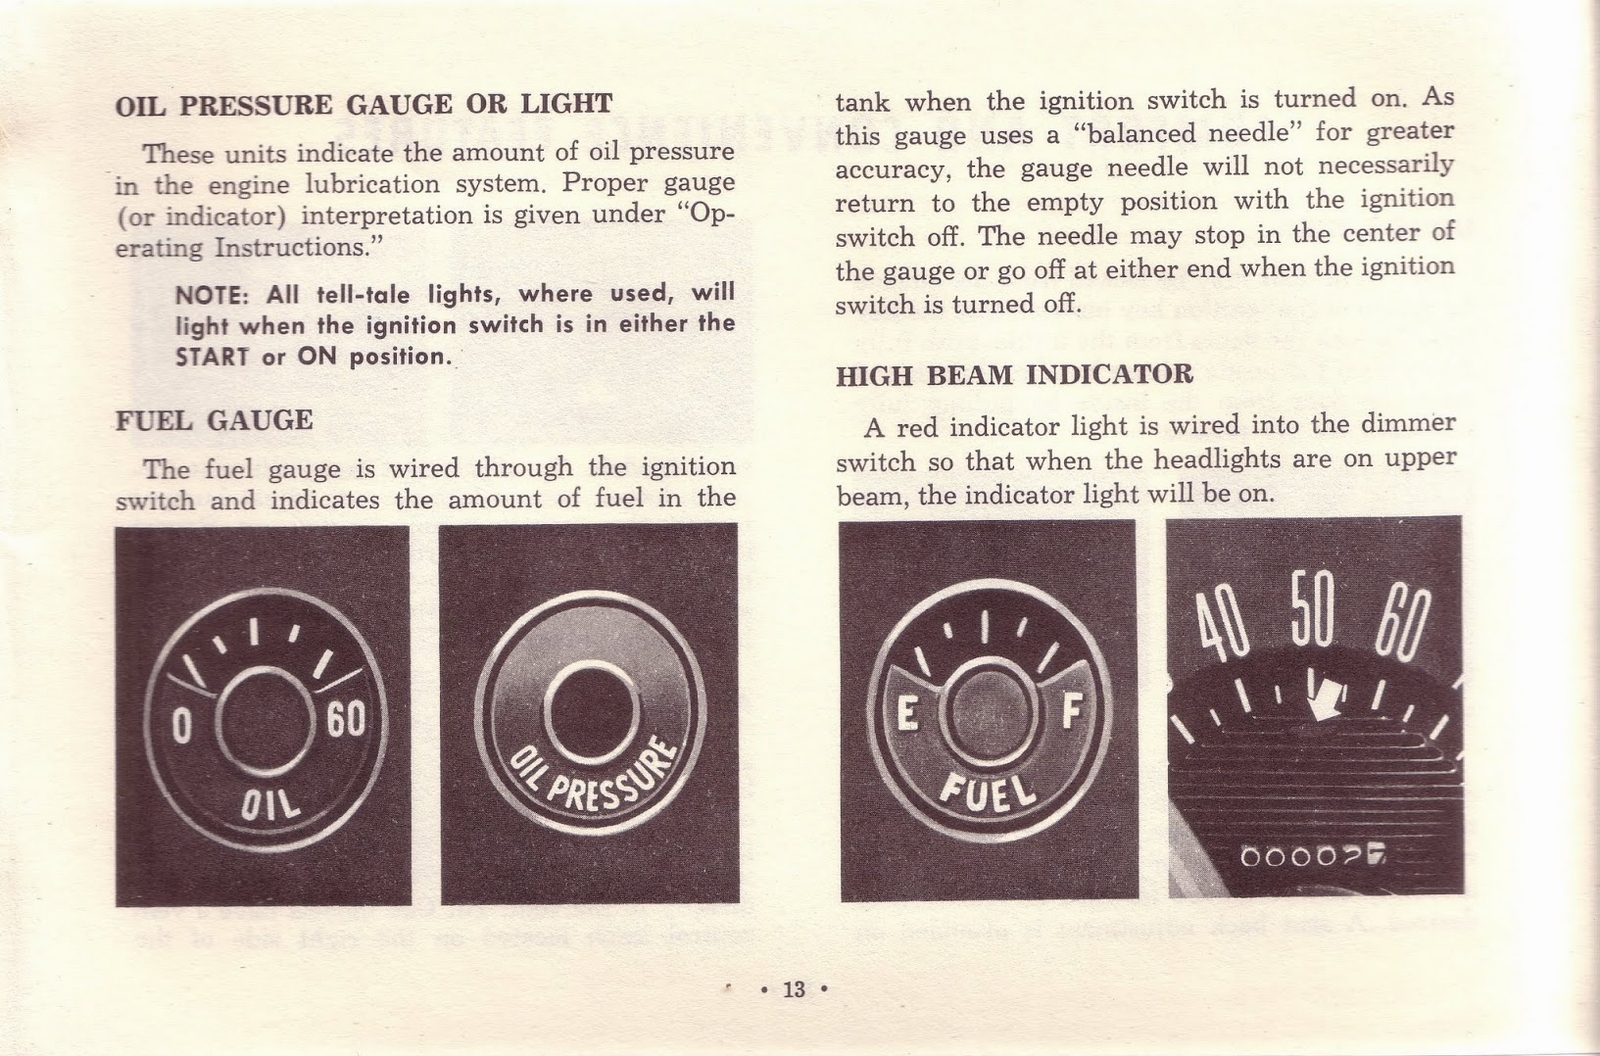 OIL PRESSURE GAUGE OR LIGHT
These units indicate the amount of oil pressure
in the engine lubrication system. Proper gauge
(or indicator) interpretation is given under “Op-
erating Instructions.”
NOTE: All tell-tale lights, where used, will
light when the ignition switch is in either the
START or ON position.
FUEL GAUGE
The fuel gauge is wired through the ignition
switch and indicates the amount of fuel in the
0
60
OIL
OIL PRESSURE
tank when the ignition switch is turned on. As
this gauge uses a “balanced needle” for greater
accuracy, the gauge needle will not necessarily
return to the empty position with the ignition
switch off. The needle may stop in the center of
the gauge or go off at either end when the ignition
switch is turned off.
HIGH BEAM INDICATOR
A red indicator light is wired into the dimmer
switch so that when the headlights are on upper
beam, the indicator light will be on.
E
F
FUEL
40 50 60
• 13 •